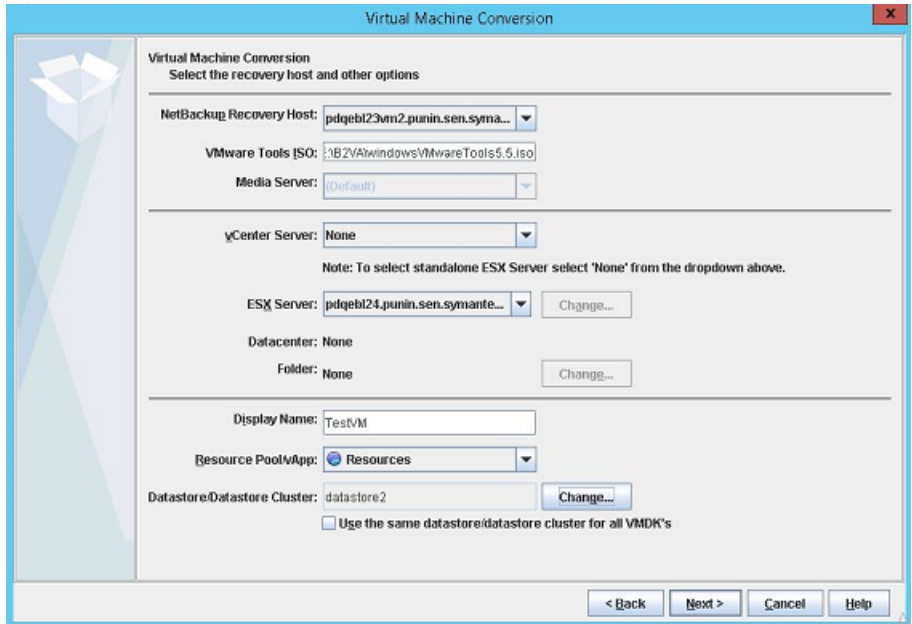 Virtual Machine Conversion
x
Virtual Machine Conversion
Select the recovery host and other options
NetBackup Recovery Host: pdqebl23vm2.punin.sen.syma...
VMware Tools ISO: :\B2VA\windowsVMwareTools5.5.iso
Media Server: (Default)
vCenter Server: None
Note: To select standalone ESX Server select 'None' from the dropdown above.
ESX Server: pdqebl24.punin.sen.symante... Change...
Datacenter: None
Folder: None Change...
Display Name: TestVM
Resource Pool/vApp: Resources
Datastore/Datastore Cluster: datastore2 Change...
Use the same datastore/datastore cluster for all VMDK's
< Back Next > Cancel Help